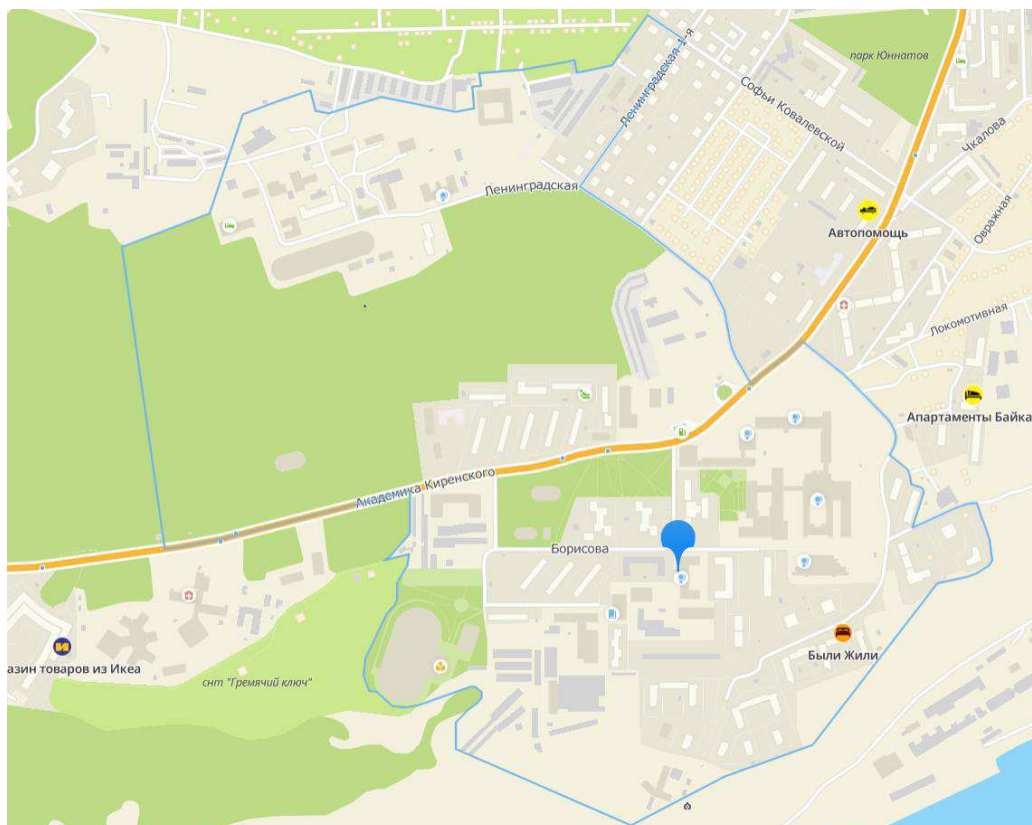 Ленинградская 1-я
парк Юннатов
Софьи Ковалевской
Чкалова
Ленинградская
Овражная
Автопомощь
Локомотивная
Апартаменты Байка
Академика Киренского
Борисова
Были Жили
азин товаров из Икеа
снт "Гремячий ключ"